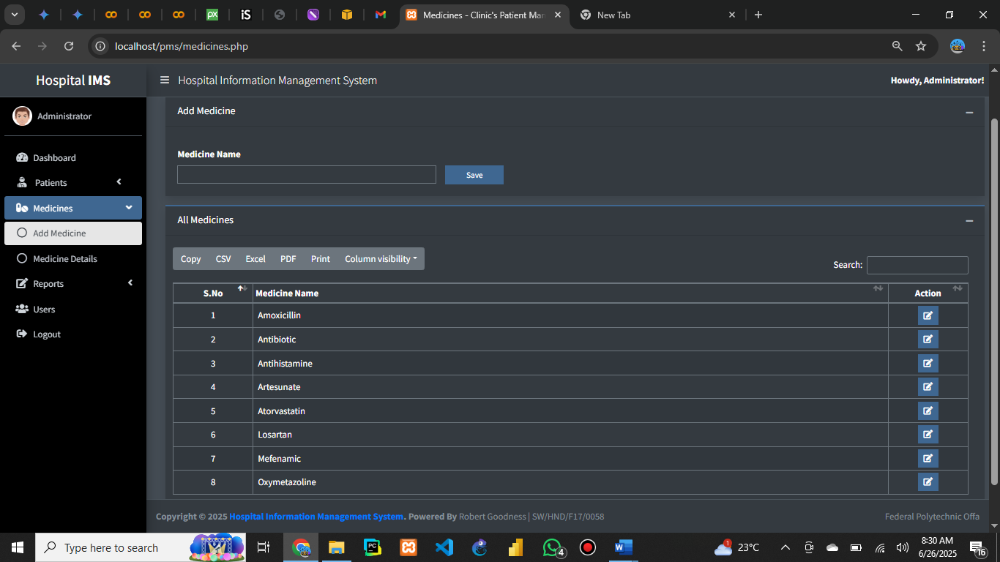 Medicines - Clinic's Patient Man
New Tab
localhost/pms/medicines.php
Hospital IMS
Hospital Information Management System
Howdy, Administrator!
Administrator
Dashboard
Patients
Medicines
Add Medicine
Medicine Details
Reports
Users
Logout
Add Medicine
Medicine Name
Save
All Medicines
Copy CSV Excel PDF Print Column visibility
Search:
S.No Medicine Name Action
1 Amoxicillin
2 Antibiotic
3 Antihistamine
4 Artesunate
5 Atorvastatin
6 Losartan
7 Mefenamic
8 Oxymetazoline
Copyright © 2025 Hospital Information Management System. Powered By Robert Goodness | SW/HND/F17/0058
Federal Polytechnic Offa
Type here to search
23°C
8:30 AM
6/26/2025
16